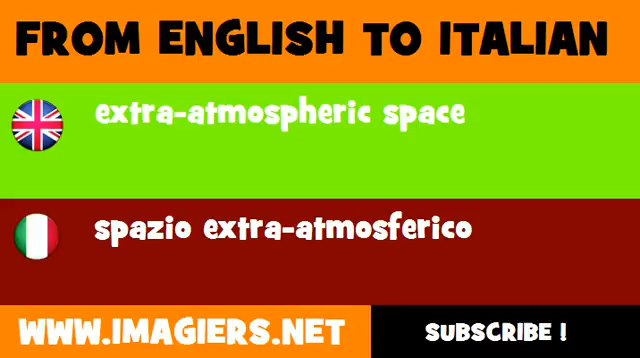 FROM ENGLISH TO ITALIAN
extra-atmospheric space
spazio extra-atmosferico
WWW.IMAGIERS.NET
SUBSCRIBE !